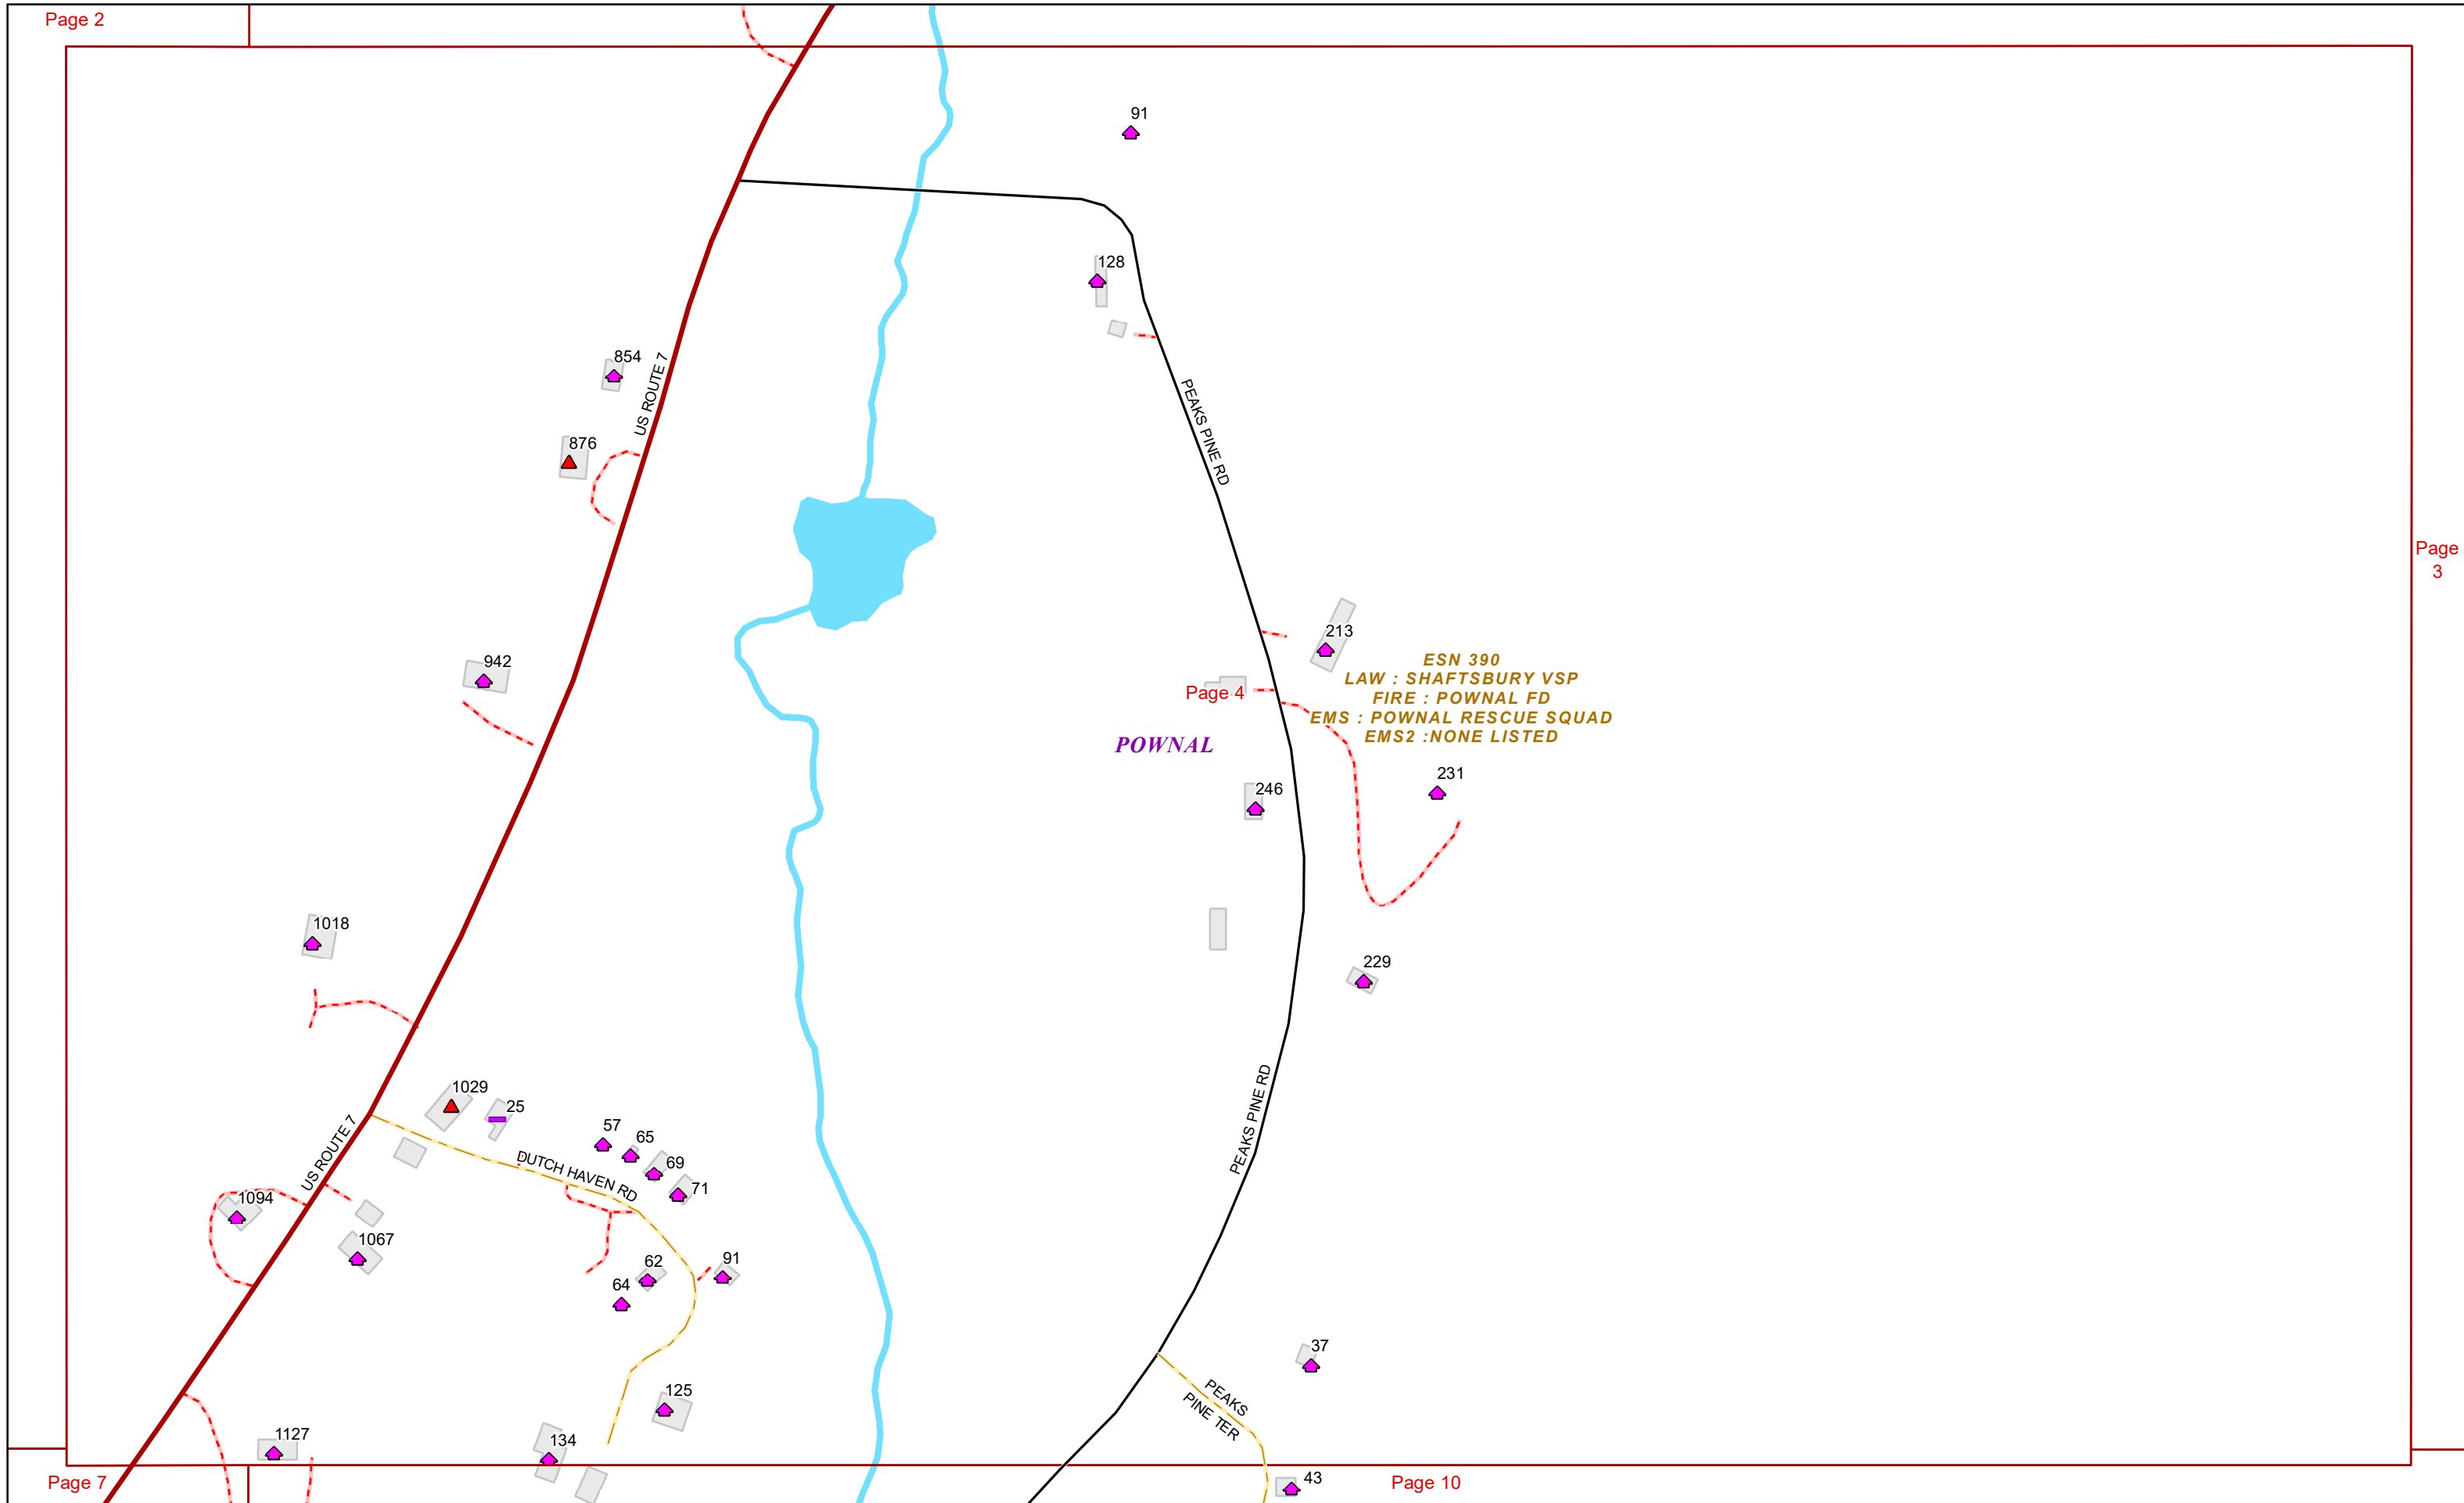 Page 2
91
128
854
US ROUTE 7
876
PEAKS PINE RD
Page
3
213
942
ESN 390
LAW : SHAFTSBURY VSP
FIRE : POWNAL FD
EMS : POWNAL RESCUE SQUAD
EMS2 :NONE LISTED
Page 4
POWNAL
231
246
1018
229
1029
25
57
65
69
71
DUTCH HAVEN RD
US ROUTE 7
PEAKS PINE RD
1094
1067
62
91
64
37
125
PEAKS
PINE TER
1127
134
Page 7
Page 10
43